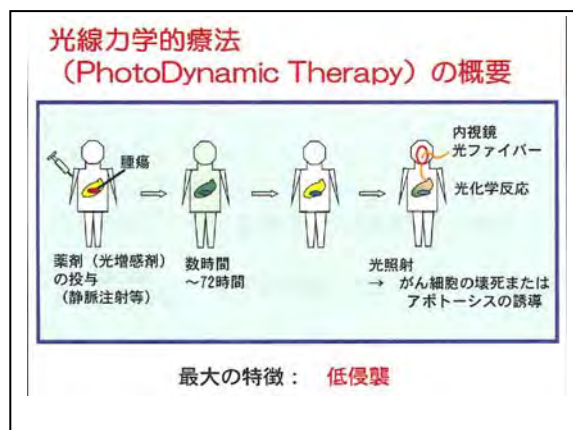 光線力学的療法
（PhotoDynamic Therapy）の概要
腫瘍
内視鏡
光ファイバー
光化学反応
薬剤（光増感剤）
の投与
（静脈注射等）
数時間
～72時間
光照射
→ がん細胞の壊死または
アポトーシスの誘導
最大の特徴： 低侵襲